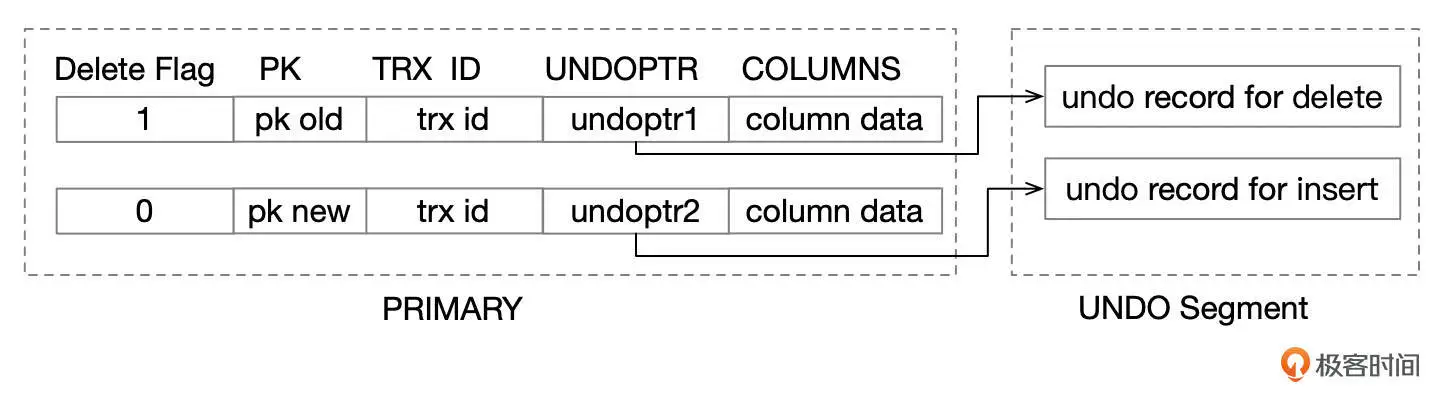 Delete Flag PK TRX ID UNDOPTR COLUMNS
1 pk old trx id undoptr1 column data
undo record for delete
0 pk new trx id undoptr2 column data
undo record for insert
PRIMARY
UNDO Segment
极客时间